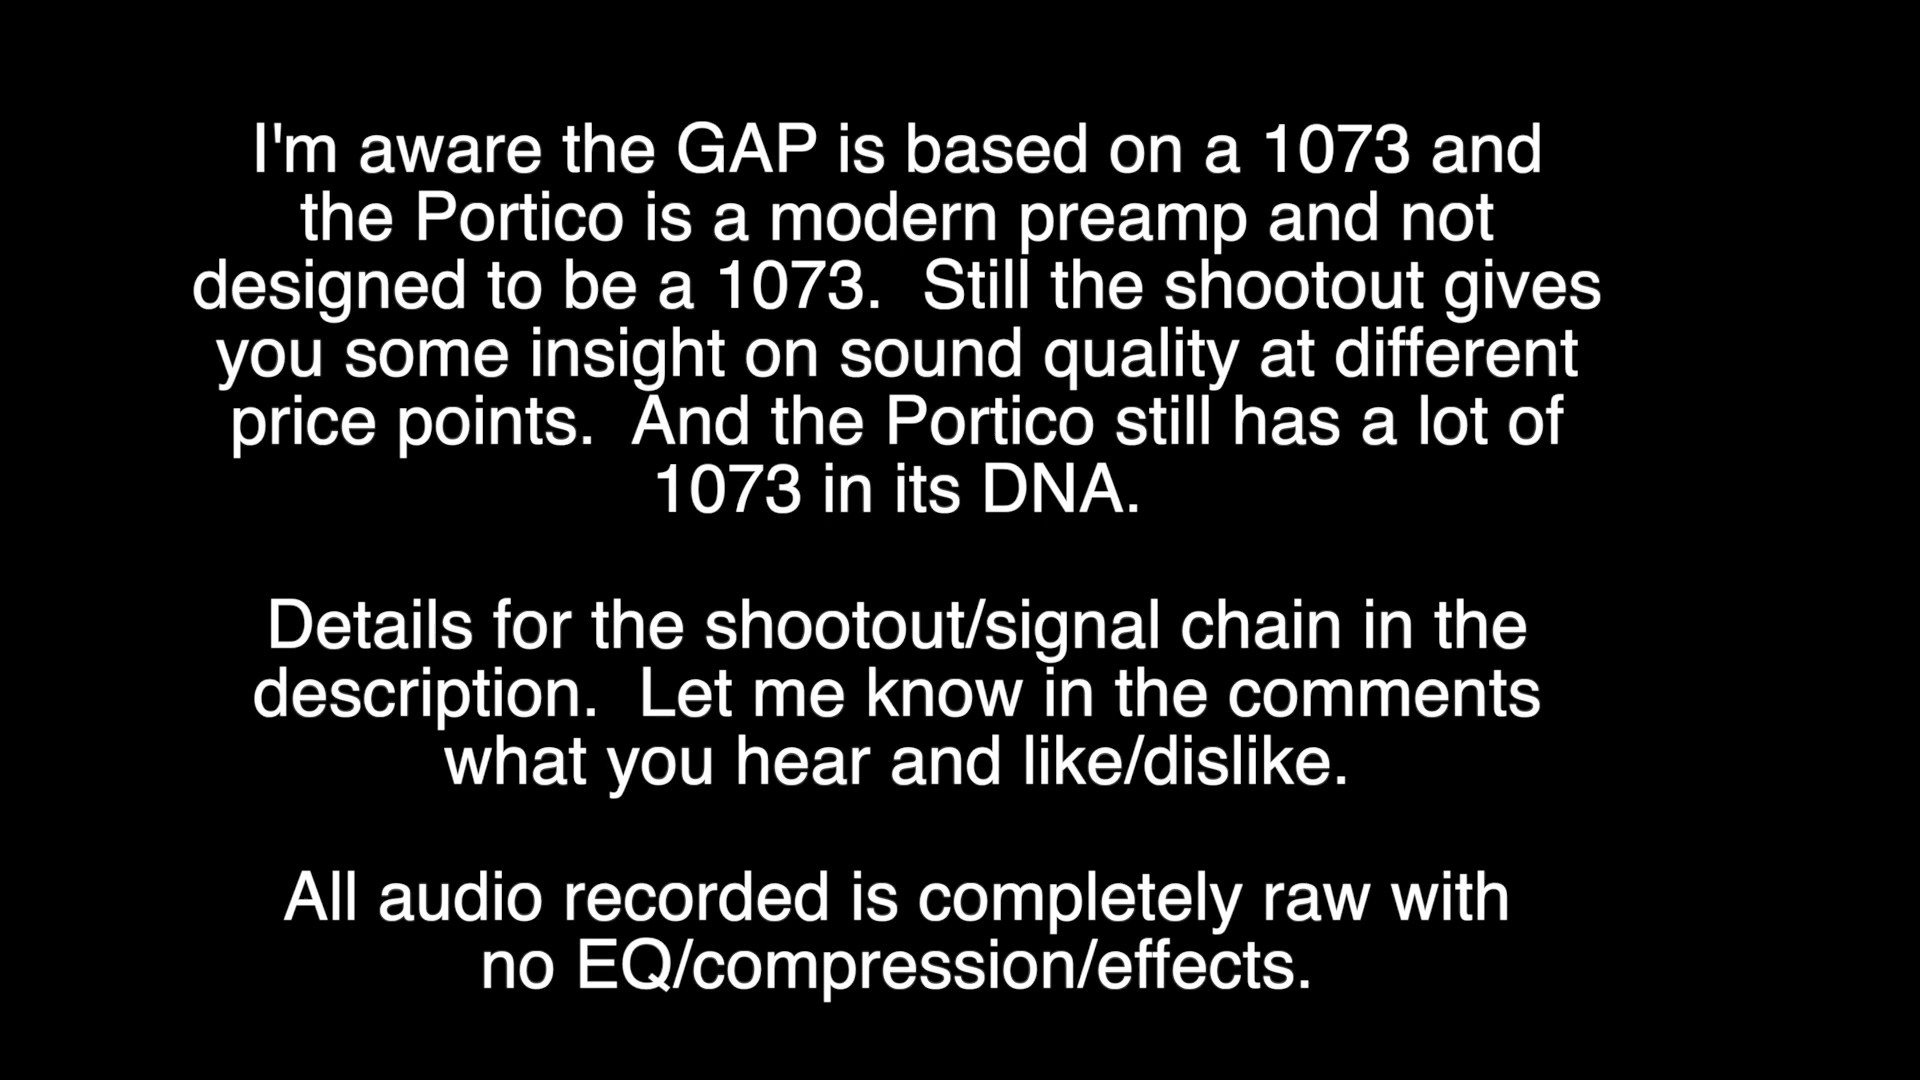 I'm aware the GAP is based on a 1073 and
the Portico is a modern preamp and not
designed to be a 1073.  Still the shootout gives
you some insight on sound quality at different
price points.  And the Portico still has a lot of
1073 in its DNA.
Details for the shootout/signal chain in the
description.  Let me know in the comments
what you hear and like/dislike.
All audio recorded is completely raw with
no EQ/compression/effects.